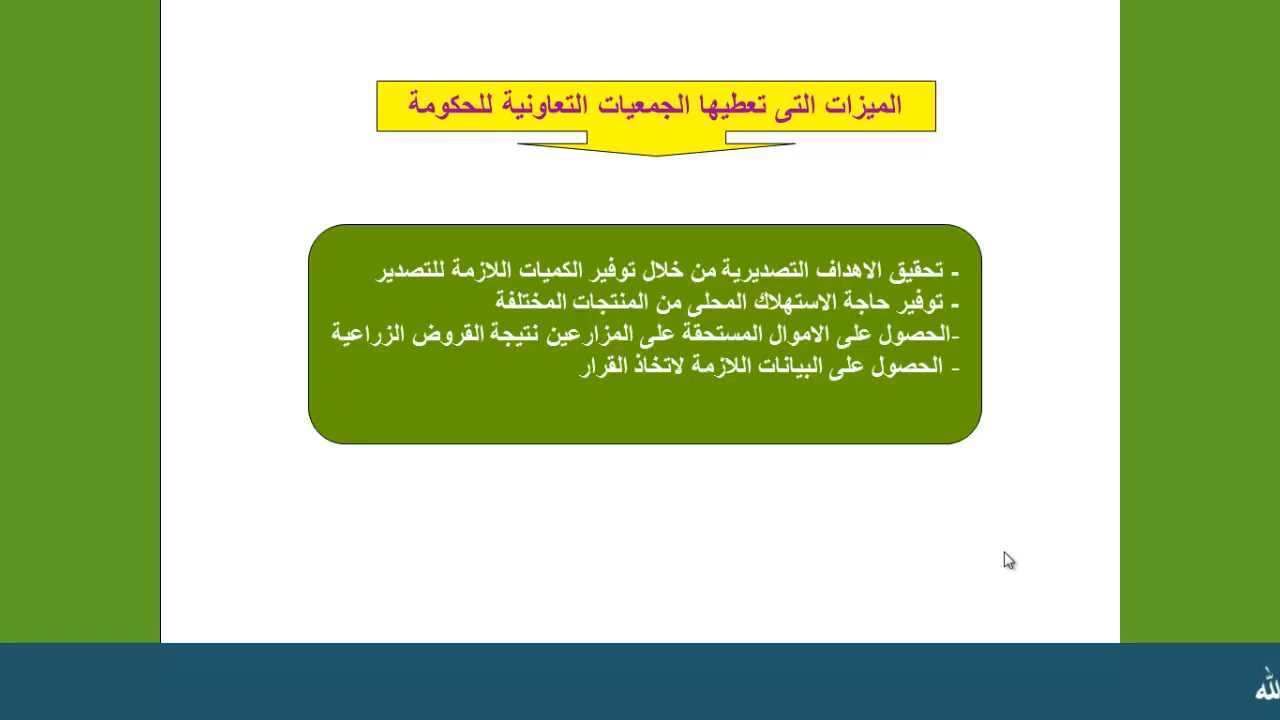 الميزات التى تعطيها الجمعيات التعاونية للحكومة
- تحقيق الاهداف التصديرية من خلال توفير الكميات اللازمة للتصدير
- توفير حاجة الاستهلاك المحلى من المنتجات المختلفة
-الحصول على الاموال المستحقة على المزارعين نتيجة القروض الزراعية
- الحصول على البيانات اللازمة لاتخاذ القرار
الله